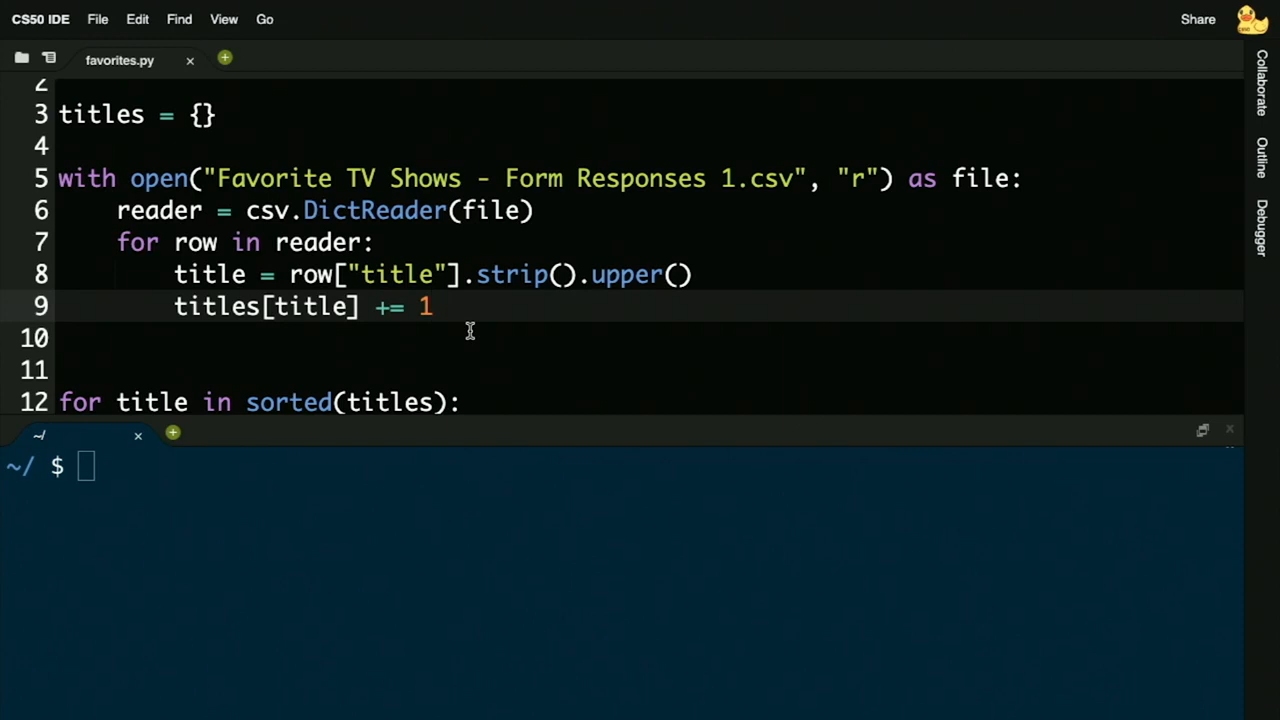 CS50 IDE File Edit Find View Go Share
favorites.py
Collaborate
Outline
Debugger
2
3 titles = {}
4
5 with open("Favorite TV Shows - Form Responses 1.csv", "r") as file:
6 reader = csv.DictReader(file)
7 for row in reader:
8 title = row["title"].strip().upper()
9 titles[title] += 1
10
11
12 for title in sorted(titles):
~/
~/ $